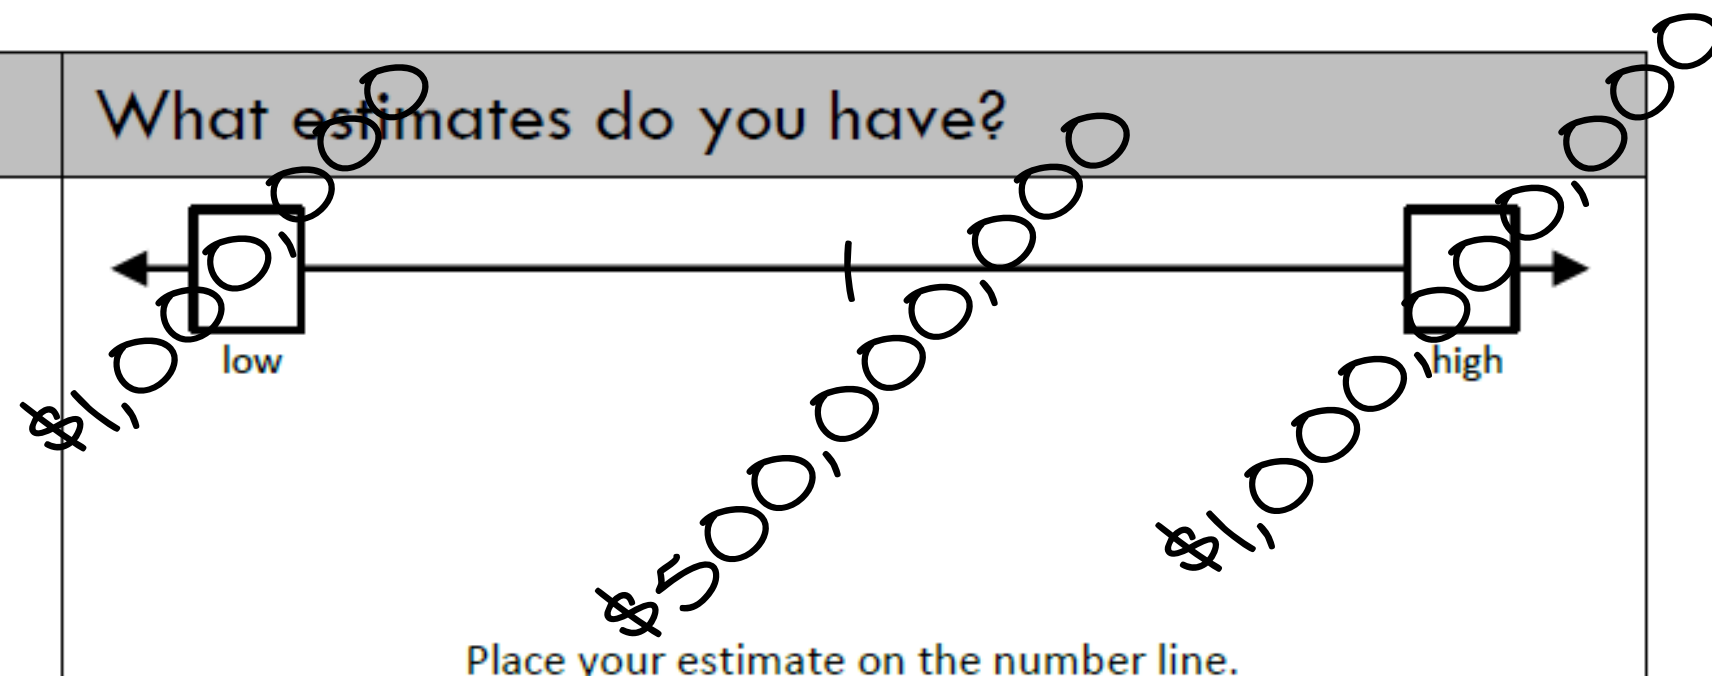 What estimates do you have?
$1,000,000
low
$500,000,000
$1,000,000,000
high
Place your estimate on the number line.